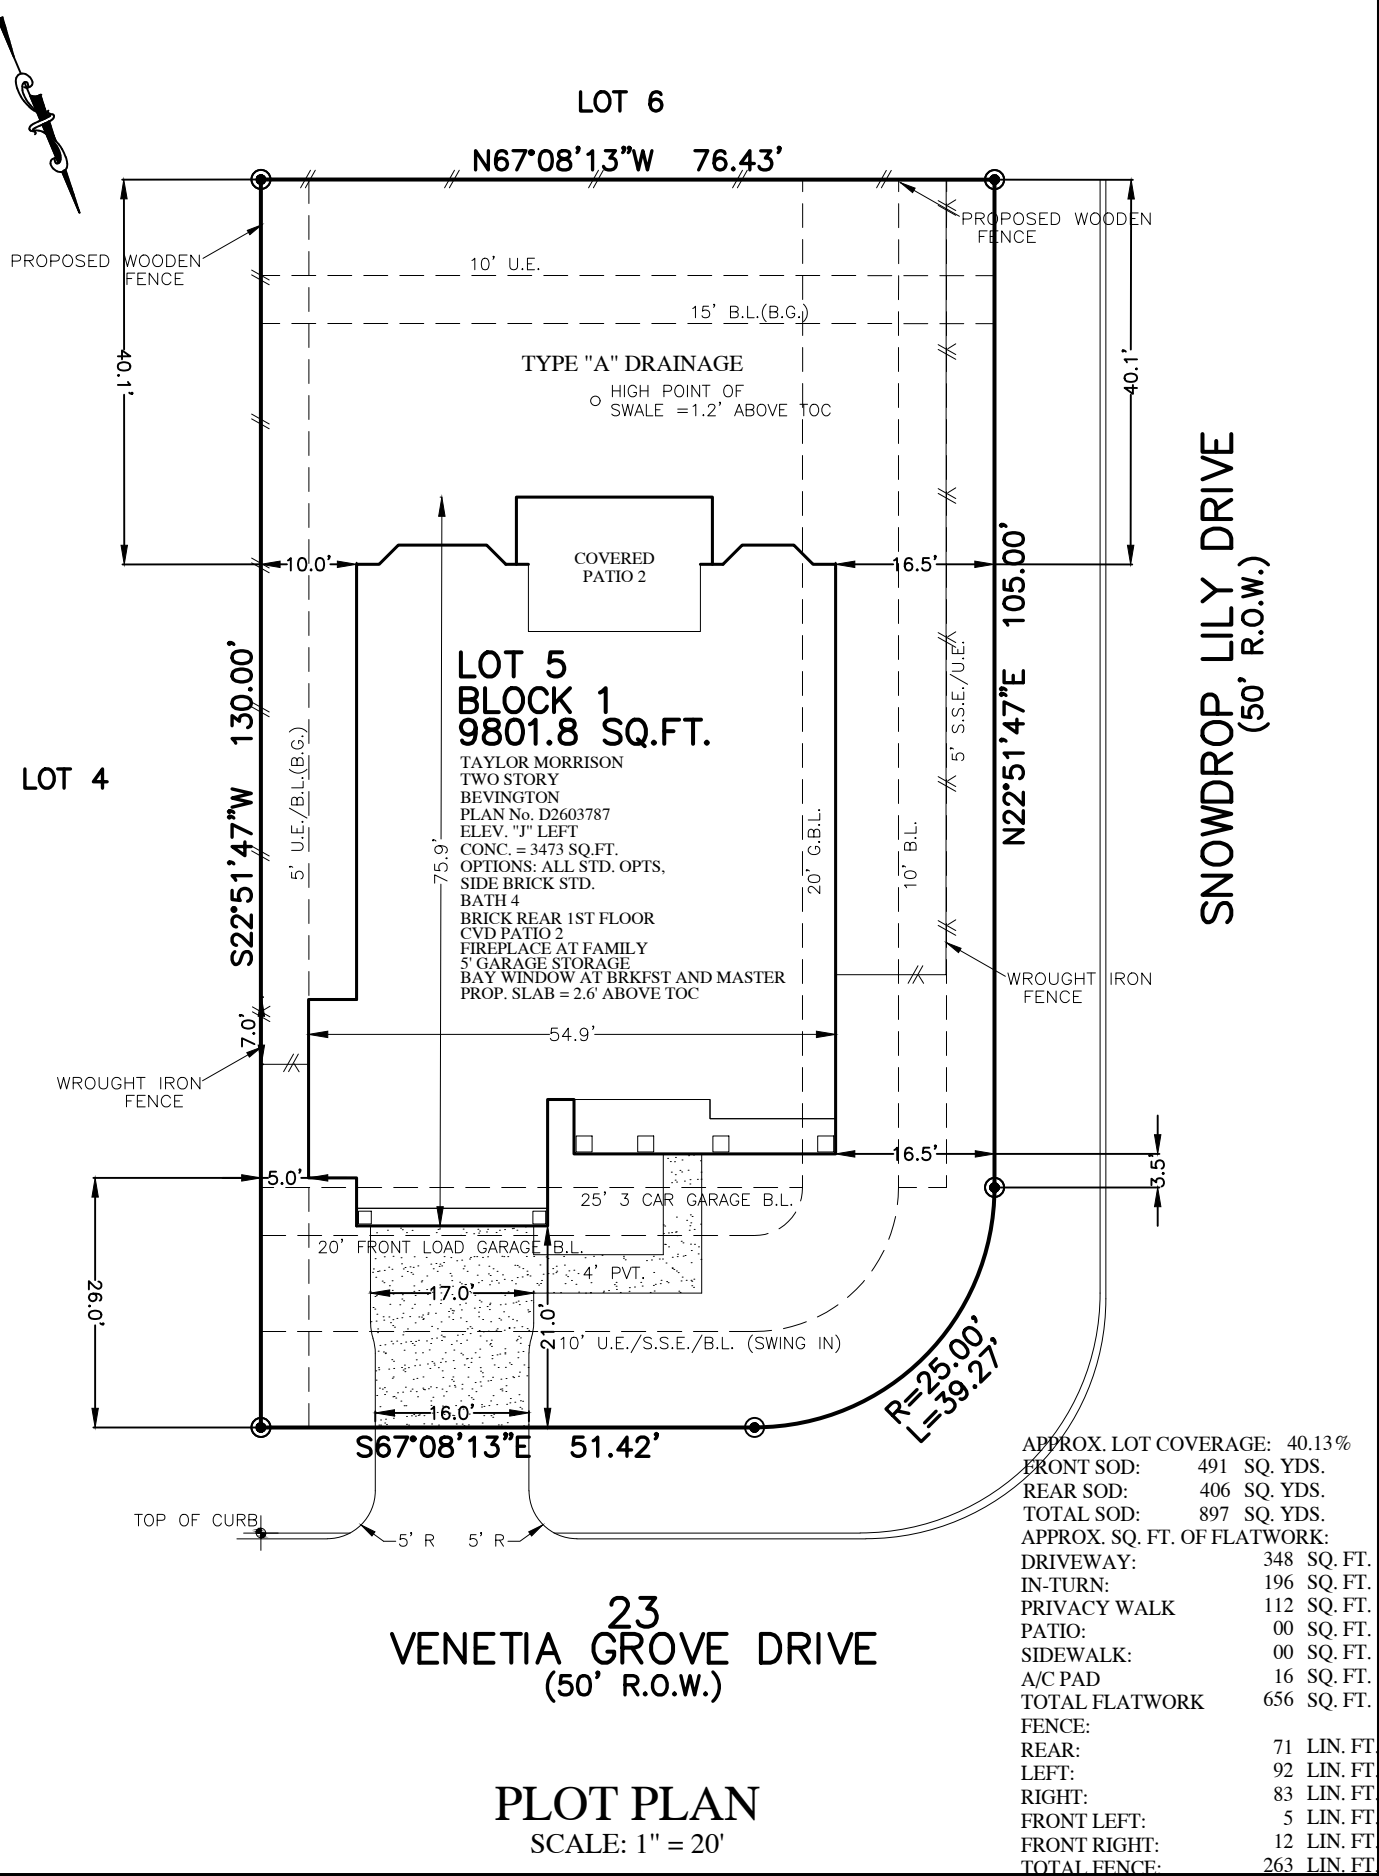 LOT 6
N67°08'13"W 76.43'
PROPOSED WOODEN
FENCE
PROPOSED WOODEN
FENCE
10' U.E.
15' B.L.(B.G.)
40.1'
40.1'
TYPE "A" DRAINAGE
HIGH POINT OF
SWALE =1.2' ABOVE TOC
SNOWDROP LILY DRIVE
(50' R.O.W.)
COVERED
PATIO 2
10.0'
16.5'
N22°51'47"E 105.00'
S22°51'47"W 130.00'
5' S.S.E./U.E.
LOT 5
BLOCK 1
9801.8 SQ.FT.
TAYLOR MORRISON
TWO STORY
BEVINGTON
PLAN No. D2603787
ELEV. "J" LEFT
CONC. = 3473 SQ.FT.
OPTIONS: ALL STD. OPTS,
SIDE BRICK STD.
BATH 4
BRICK REAR 1ST FLOOR
CVD PATIO 2
FIREPLACE AT FAMILY
5' GARAGE STORAGE
BAY WINDOW AT BRKFST AND MASTER
PROP. SLAB = 2.6' ABOVE TOC
LOT 4
5' U.E./B.L.(B.G.)
75.9'
20' G.B.L.
10' B.L.
WROUGHT IRON
FENCE
7.0'
54.9'
WROUGHT IRON
FENCE
5.0'
16.5'
3.5'
25' 3 CAR GARAGE B.L.
20' FRONT LOAD GARAGE B.L.
4' PVT.
17.0'
26.0'
21.0'
10' U.E./S.S.E./B.L. (SWING IN)
R=25.00'
L=39.27'
16.0'
S67°08'13"E 51.42'
TOP OF CURB
5' R 5' R
23
VENETIA GROVE DRIVE
(50' R.O.W.)
PLOT PLAN
SCALE: 1" = 20'
APPROX. LOT COVERAGE: 40.13%
FRONT SOD: 491 SQ. YDS.
REAR SOD: 406 SQ. YDS.
TOTAL SOD: 897 SQ. YDS.
APPROX. SQ. FT. OF FLATWORK:
DRIVEWAY: 348 SQ. FT.
IN-TURN: 196 SQ. FT.
PRIVACY WALK 112 SQ. FT.
PATIO: 00 SQ. FT.
SIDEWALK: 00 SQ. FT.
A/C PAD 16 SQ. FT.
TOTAL FLATWORK 656 SQ. FT.
FENCE:
REAR: 71 LIN. FT.
LEFT: 92 LIN. FT.
RIGHT: 83 LIN. FT.
FRONT LEFT: 5 LIN. FT.
FRONT RIGHT: 12 LIN. FT.
TOTAL FENCE: 263 LIN. FT.